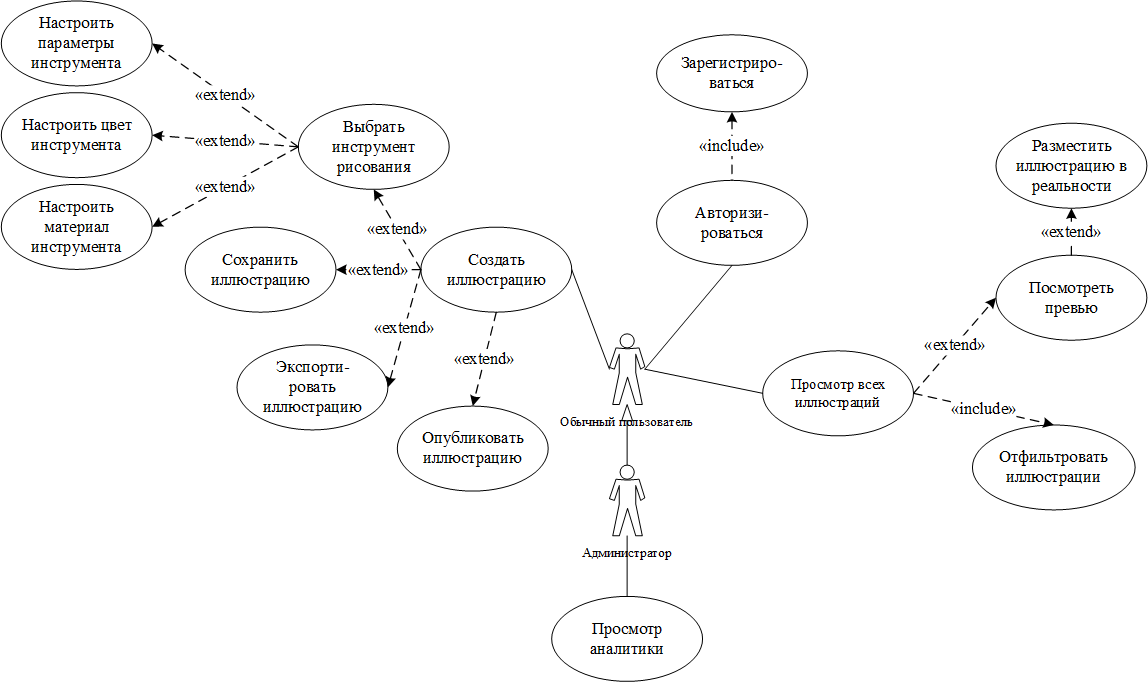 Настроить
параметры
инструмента
«extend»
Настроить цвет
инструмента
«extend»
Настроить
материал
инструмента
«extend»
Выбрать
инструмент
рисования
«extend»
Сохранить
иллюстрацию
«extend»
Создать
иллюстрацию
«extend»
Экспорти-
ровать
иллюстрацию
«extend»
Опубликовать
иллюстрацию
Зарегистриро-
ваться
«include»
Авторизи-
роваться
Разместить
иллюстрацию в
реальности
«extend»
Посмотреть
превью
«extend»
Просмотр всех
иллюстраций
«include»
Отфильтровать
иллюстрации
Обычный пользователь
Администратор
Просмотр
аналитики